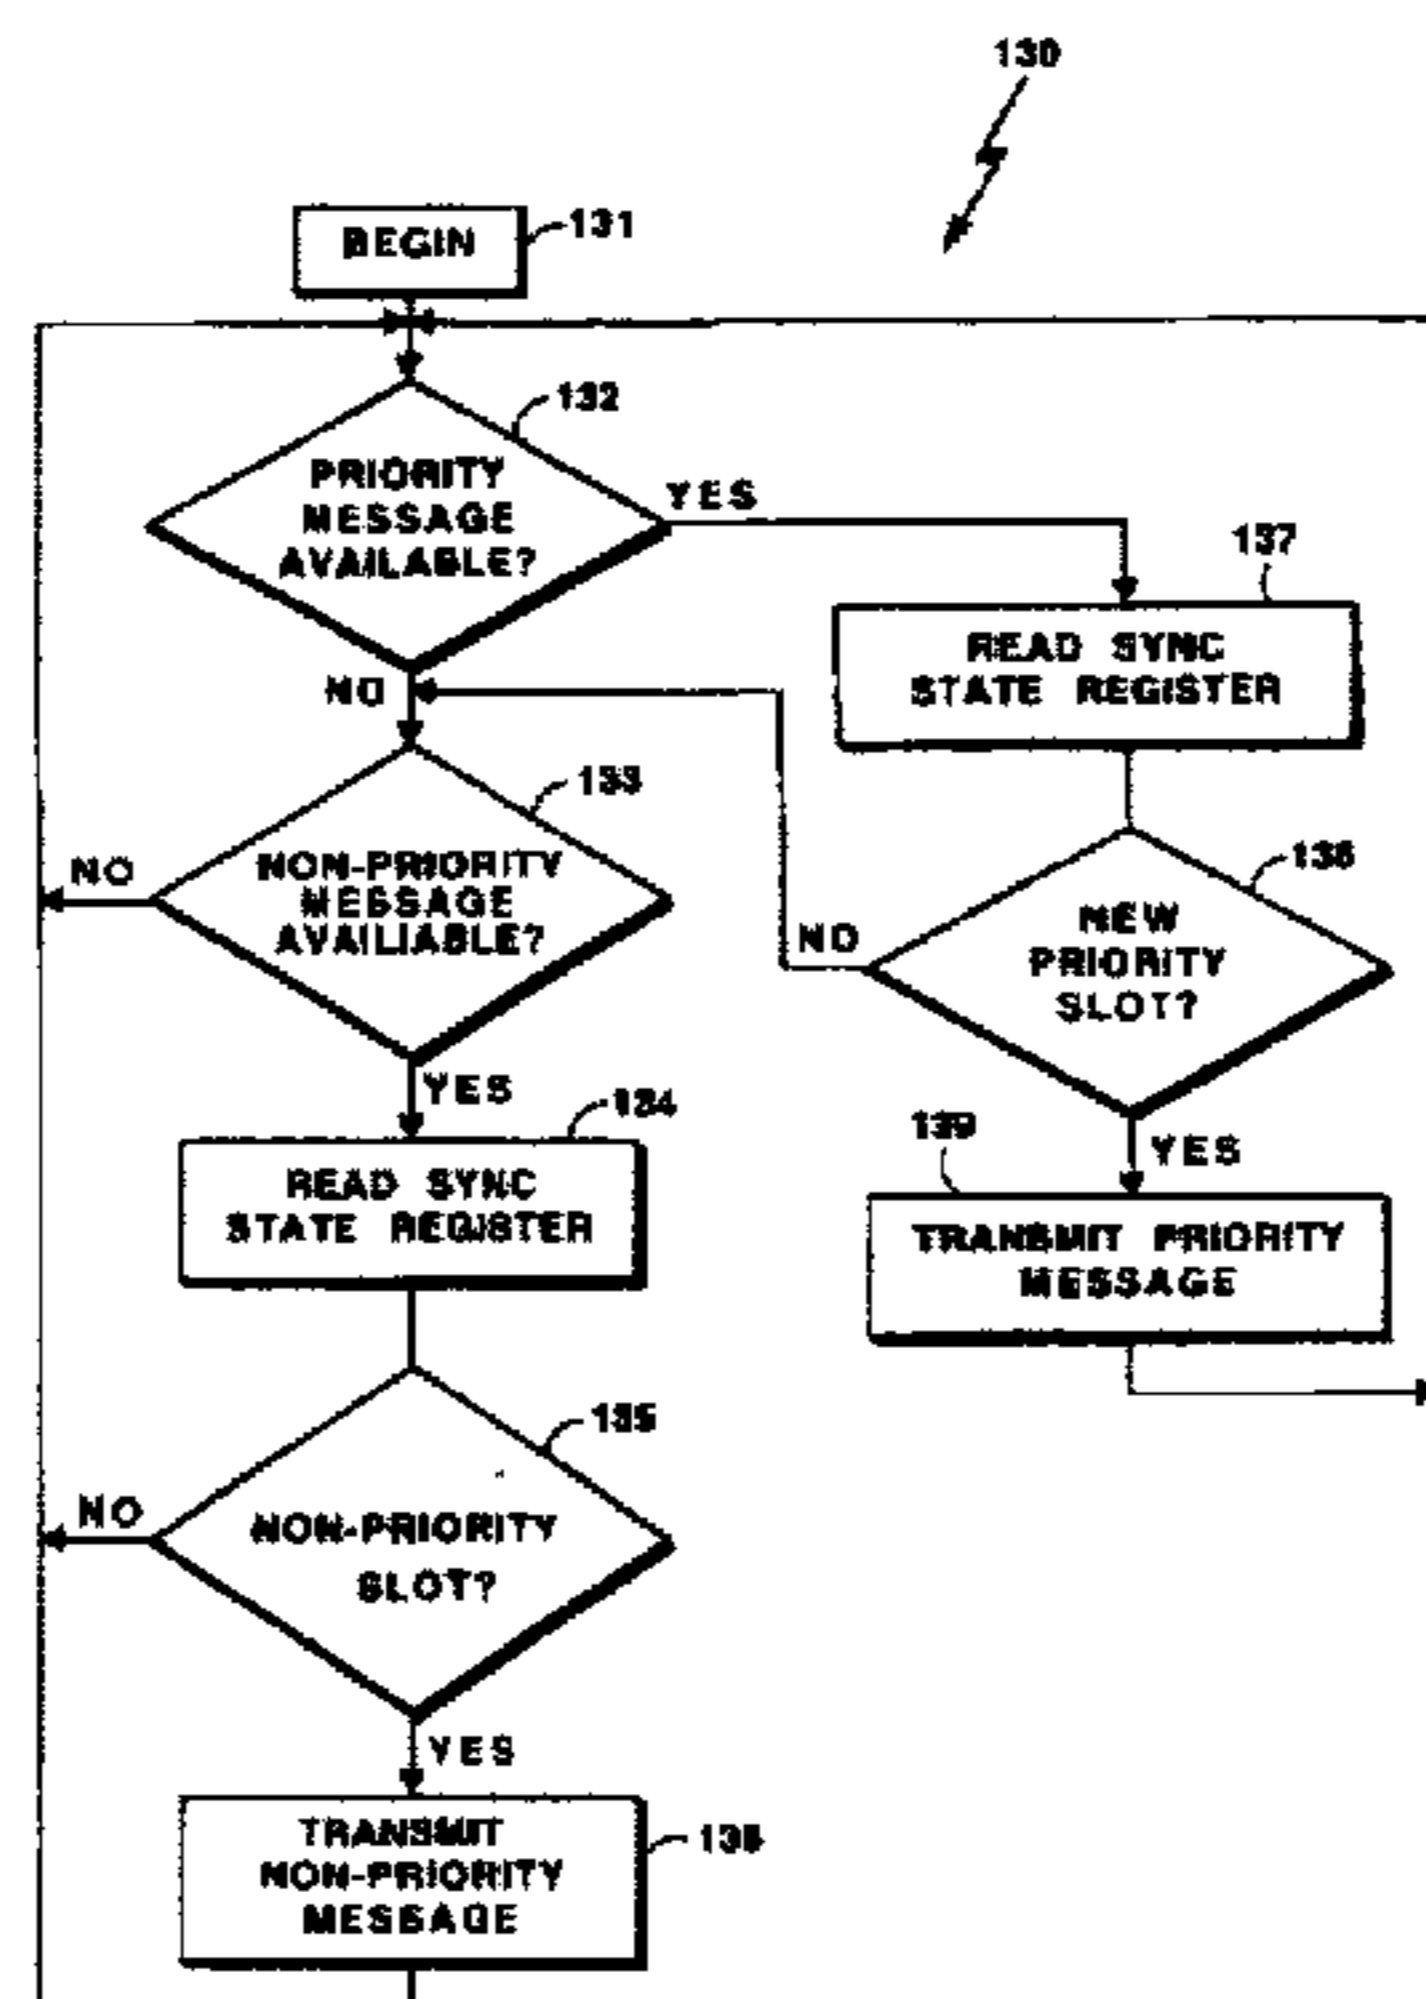 130
BEGIN
131
132
PRIORITY
MESSAGE
AVAILABLE?
YES
137
READ SYNC
STATE REGISTER
NO
133
NON-PRIORITY
MESSAGE
AVAILIABLE?
NO
NEW
PRIORITY
SLOT?
NO
YES
134
READ SYNC
STATE REGISTER
139
YES
TRANSMIT PRIORITY
MESSAGE
135
NON-PRIORITY
SLOT?
NO
YES
TRANSMIT
NON-PRIORITY
MESSAGE